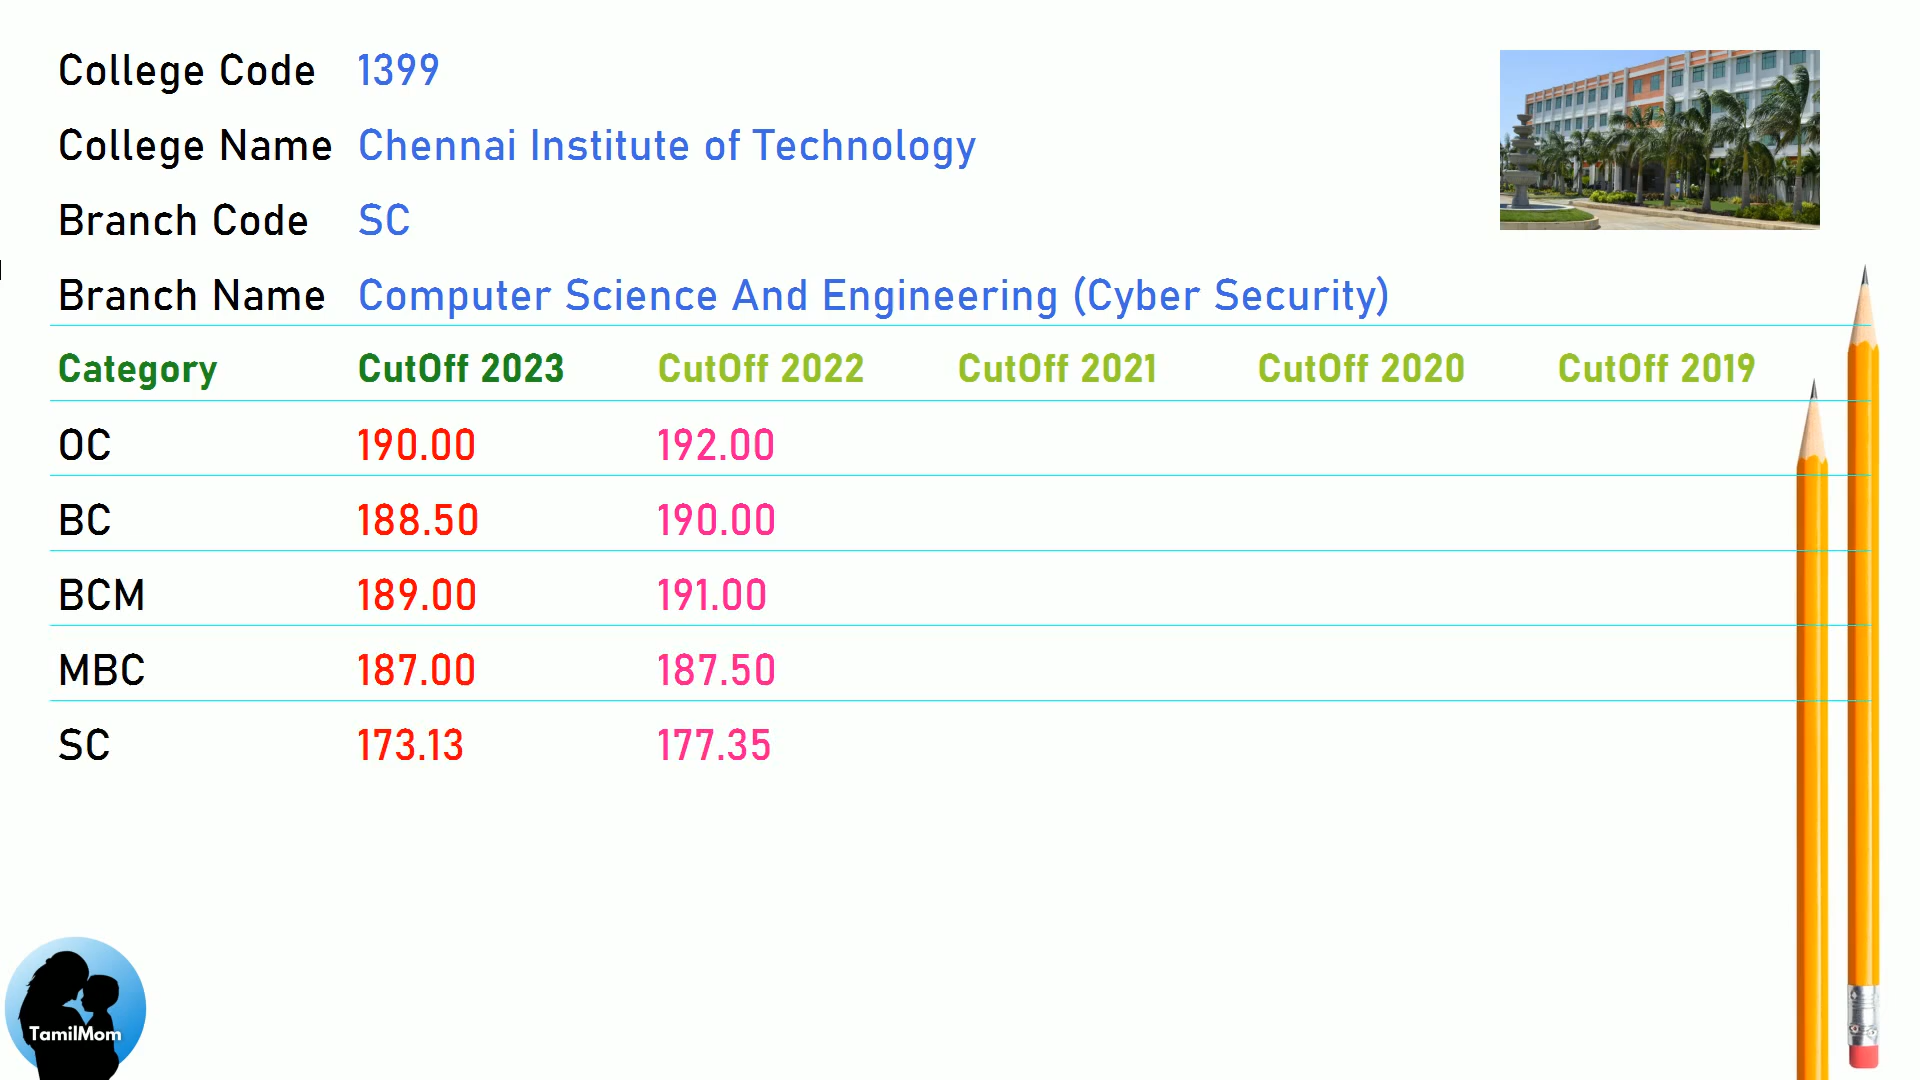 College Code 1399
College Name Chennai Institute of Technology
Branch Code SC
Branch Name Computer Science And Engineering (Cyber Security)
Category CutOff 2023 CutOff 2022 CutOff 2021 CutOff 2020 CutOff 2019
OC 190.00 192.00
BC 188.50 190.00
BCM 189.00 191.00
MBC 187.00 187.50
SC 173.13 177.35
TamilMom